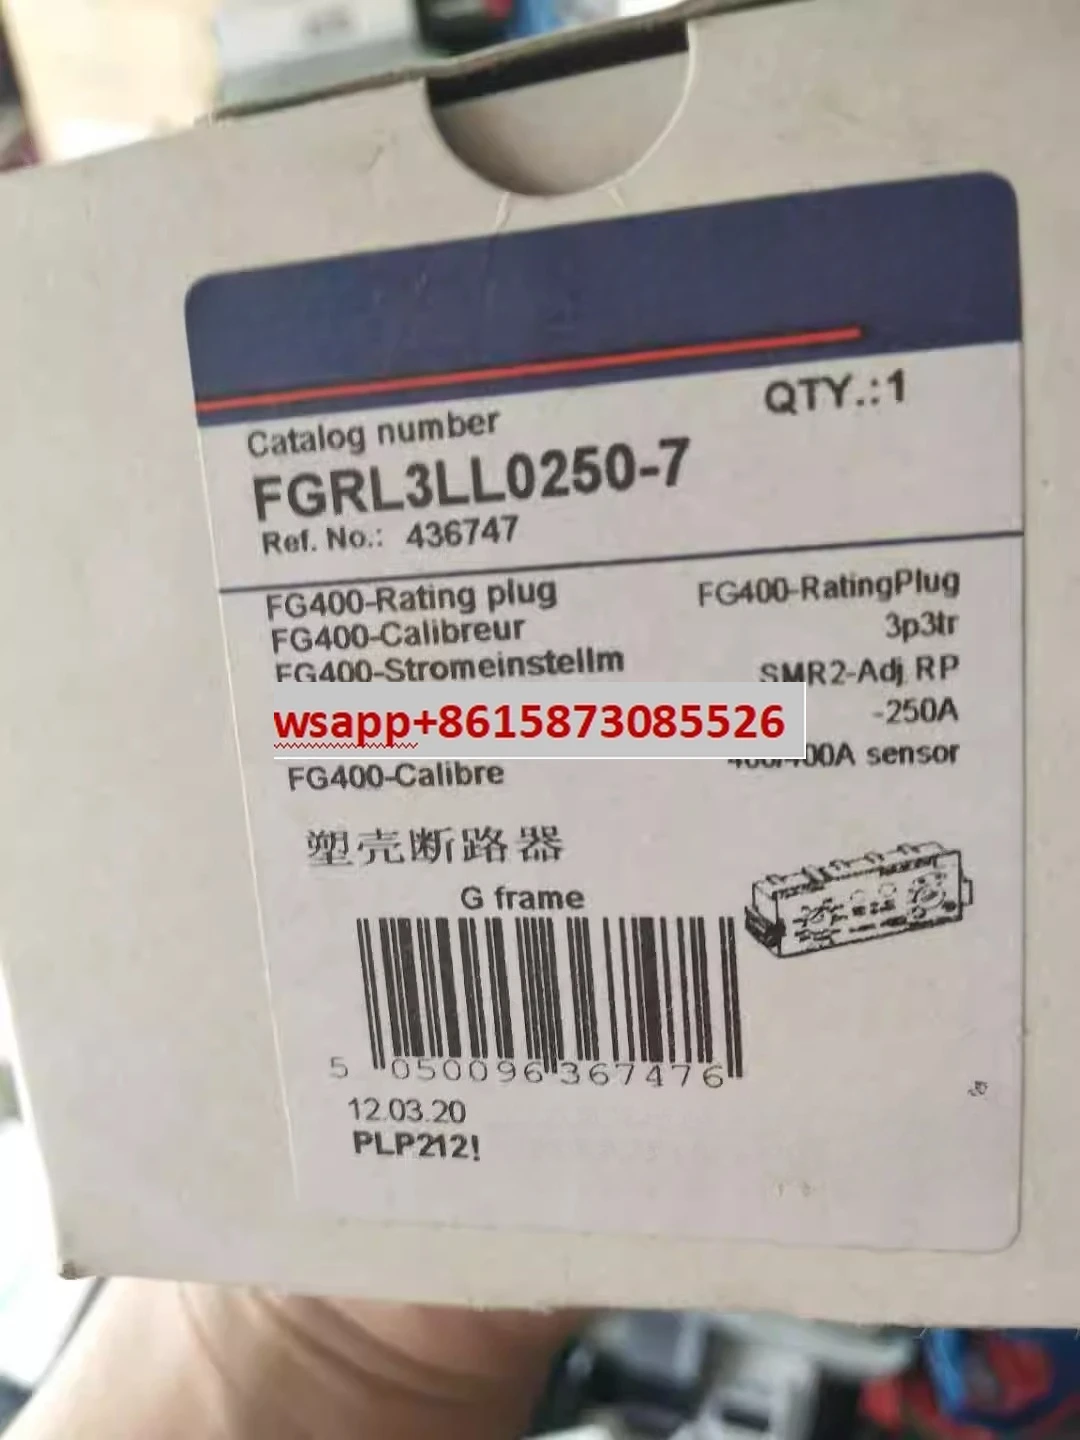 QTY.:1
Catalog number
FGRL3LL0250-7
Ref. No.: 436747
FG400-Rating plug
FG400-RatingPlug
FG400-Calibreur
3p3tr
FG400-Stromeinstellm
SMR2-Adj RP
-250A
wsapp+8615873085526
A sensor
FG400-Calibre
塑壳断路器
G frame
5 050096 367476
12.03.20
PLP212!